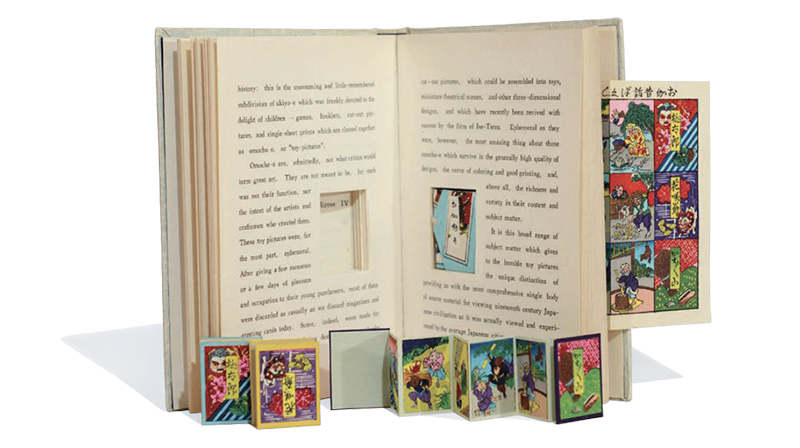 history: this is the unassuming and little-remembered
subdivision of ukiyo-e which was frankly devoted to the
delight of children — games, booklets, cut-out pic-
tures, and single-sheet prints which are classed together
as omocha-e, or "toy-pictures".
Omocha-e are, admittedly, not what critics would
term great art. They are not meant to be, for such
was not their function, nor
the intent of the artists and
craftsmen who created them.
These toy pictures were, for
the most part, ephemeral.
After giving a few moments
or a few days of pleasure
and occupation to their young purchasers, most of them
were discarded as casually as we discard magazines and
greeting cards today. Some, indeed, were made for
House IV
cut-out pictures, which could be assembled into toys,
miniature theatrical scenes, and other three-dimensional
designs, and which have recently been revived with
success by the firm of Ise-Tatsu. Ephemeral as they
were, however, the most amazing thing about those
omocha-e which survive is the generally high quality of
designs, the verve of coloring and good printing, and,
above all, the richness and
variety in their content and
subject matter.
It is this broad range of
subject matter which gives
to the humble toy pictures
the unique distinction of
providing us with the most comprehensive single body
of source material for viewing nineteenth century Japa-
nese civilization as it was actually viewed and experi-
enced by the average Japanese
桃太郎